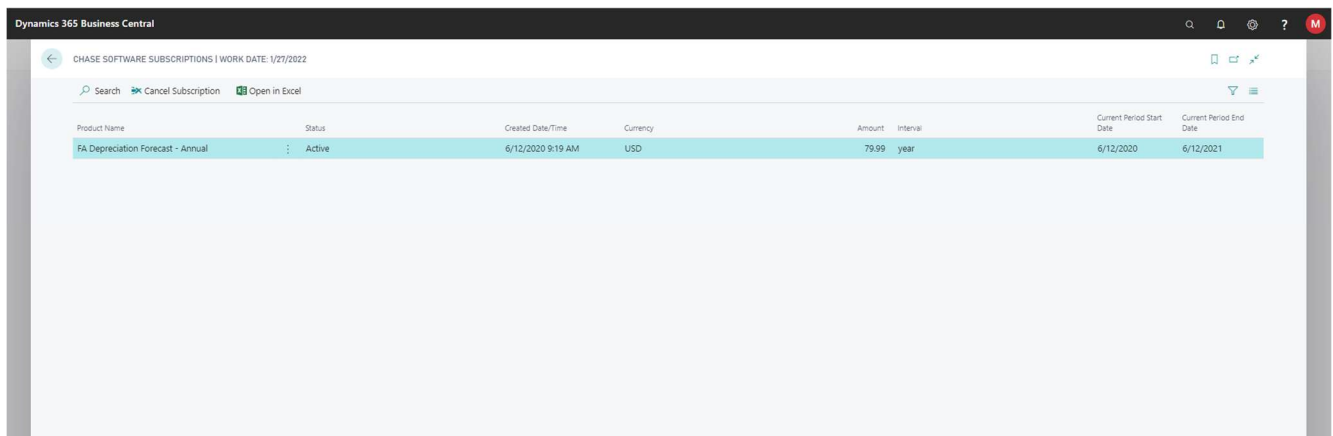 Dynamics 365 Business Central
?
M
CHASE SOFTWARE SUBSCRIPTIONS | WORK DATE: 1/27/2022
Search Cancel Subscription Open in Excel
Product Name Status Created Date/Time Currency Amount Interval Current Period Start Date Current Period End Date
FA Depreciation Forecast - Annual Active 6/12/2020 9:19 AM USD 79.99 year 6/12/2020 6/12/2021